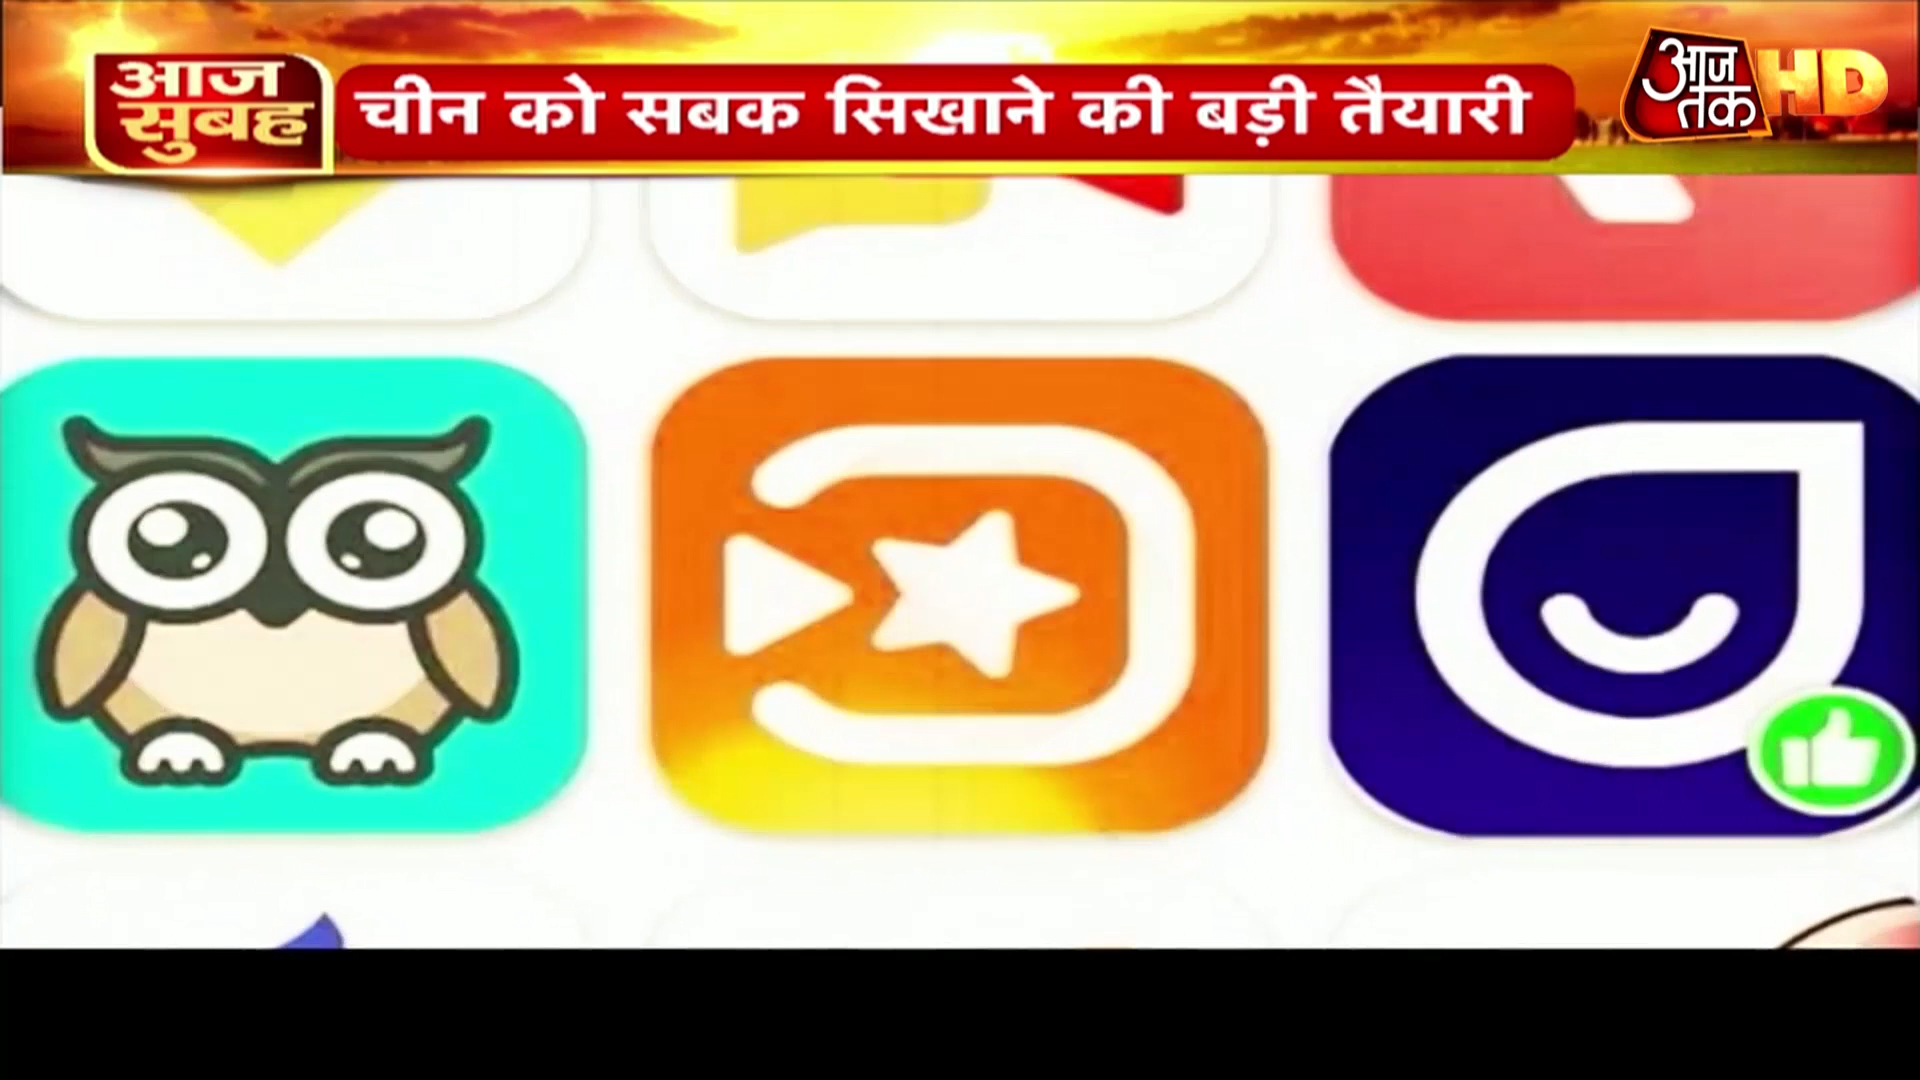 आज
सुबह
चीन को सबक सिखाने की बड़ी तैयारी
आज
तक HD